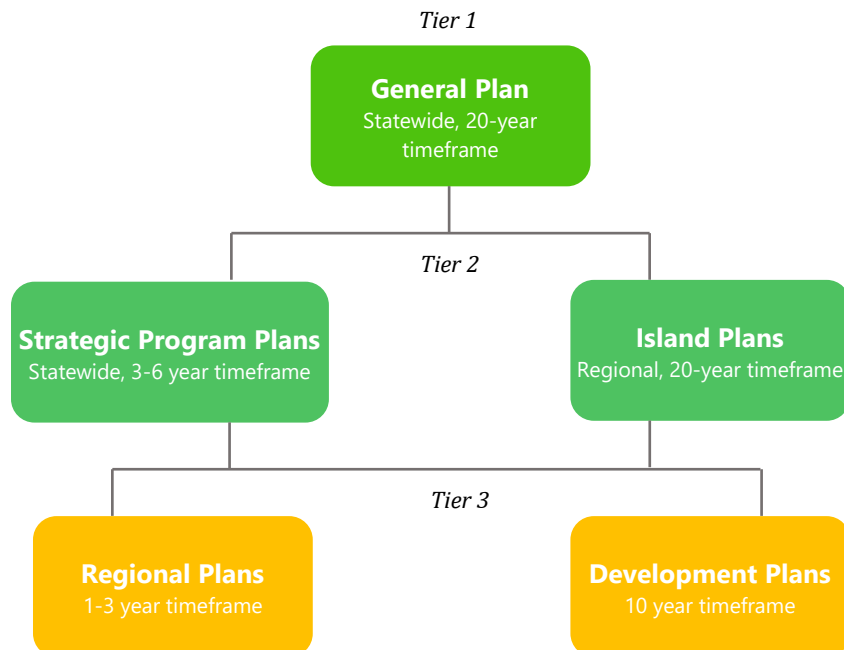 Tier 1
General Plan
Statewide, 20-year
timeframe
Tier 2
Strategic Program Plans
Statewide, 3-6 year timeframe
Island Plans
Regional, 20-year timeframe
Tier 3
Regional Plans
1-3 year timeframe
Development Plans
10 year timeframe